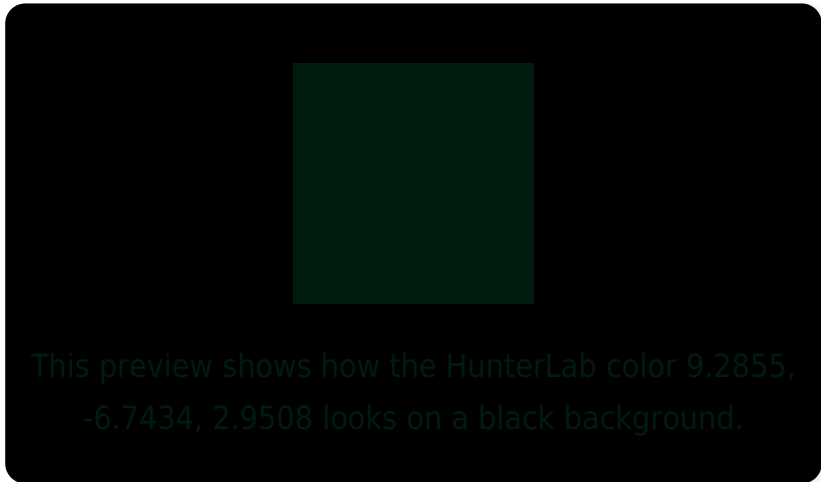 This preview shows how the HunterLab color 9.2855,
-6.7434, 2.9508 looks on a black background.